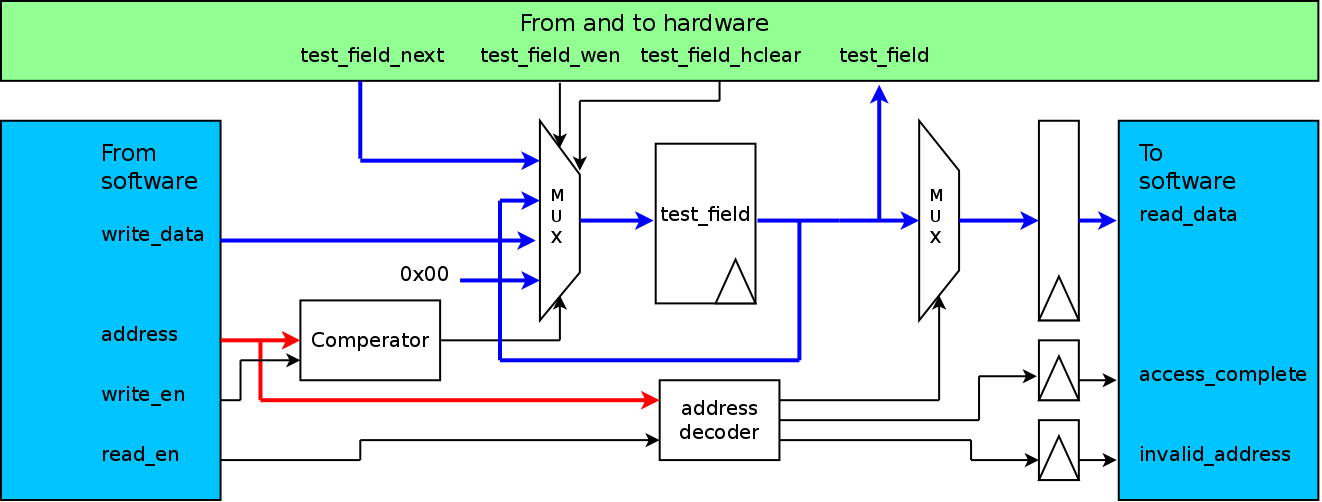 From and to hardware
test_field_next
test_field_wen
test_field_hclear
test_field
From
software
write_data
address
write_en
read_en
0x00
Comperator
M
U
X
test_field
address
decoder
M
U
X
To
software
read_data
access_complete
invalid_address